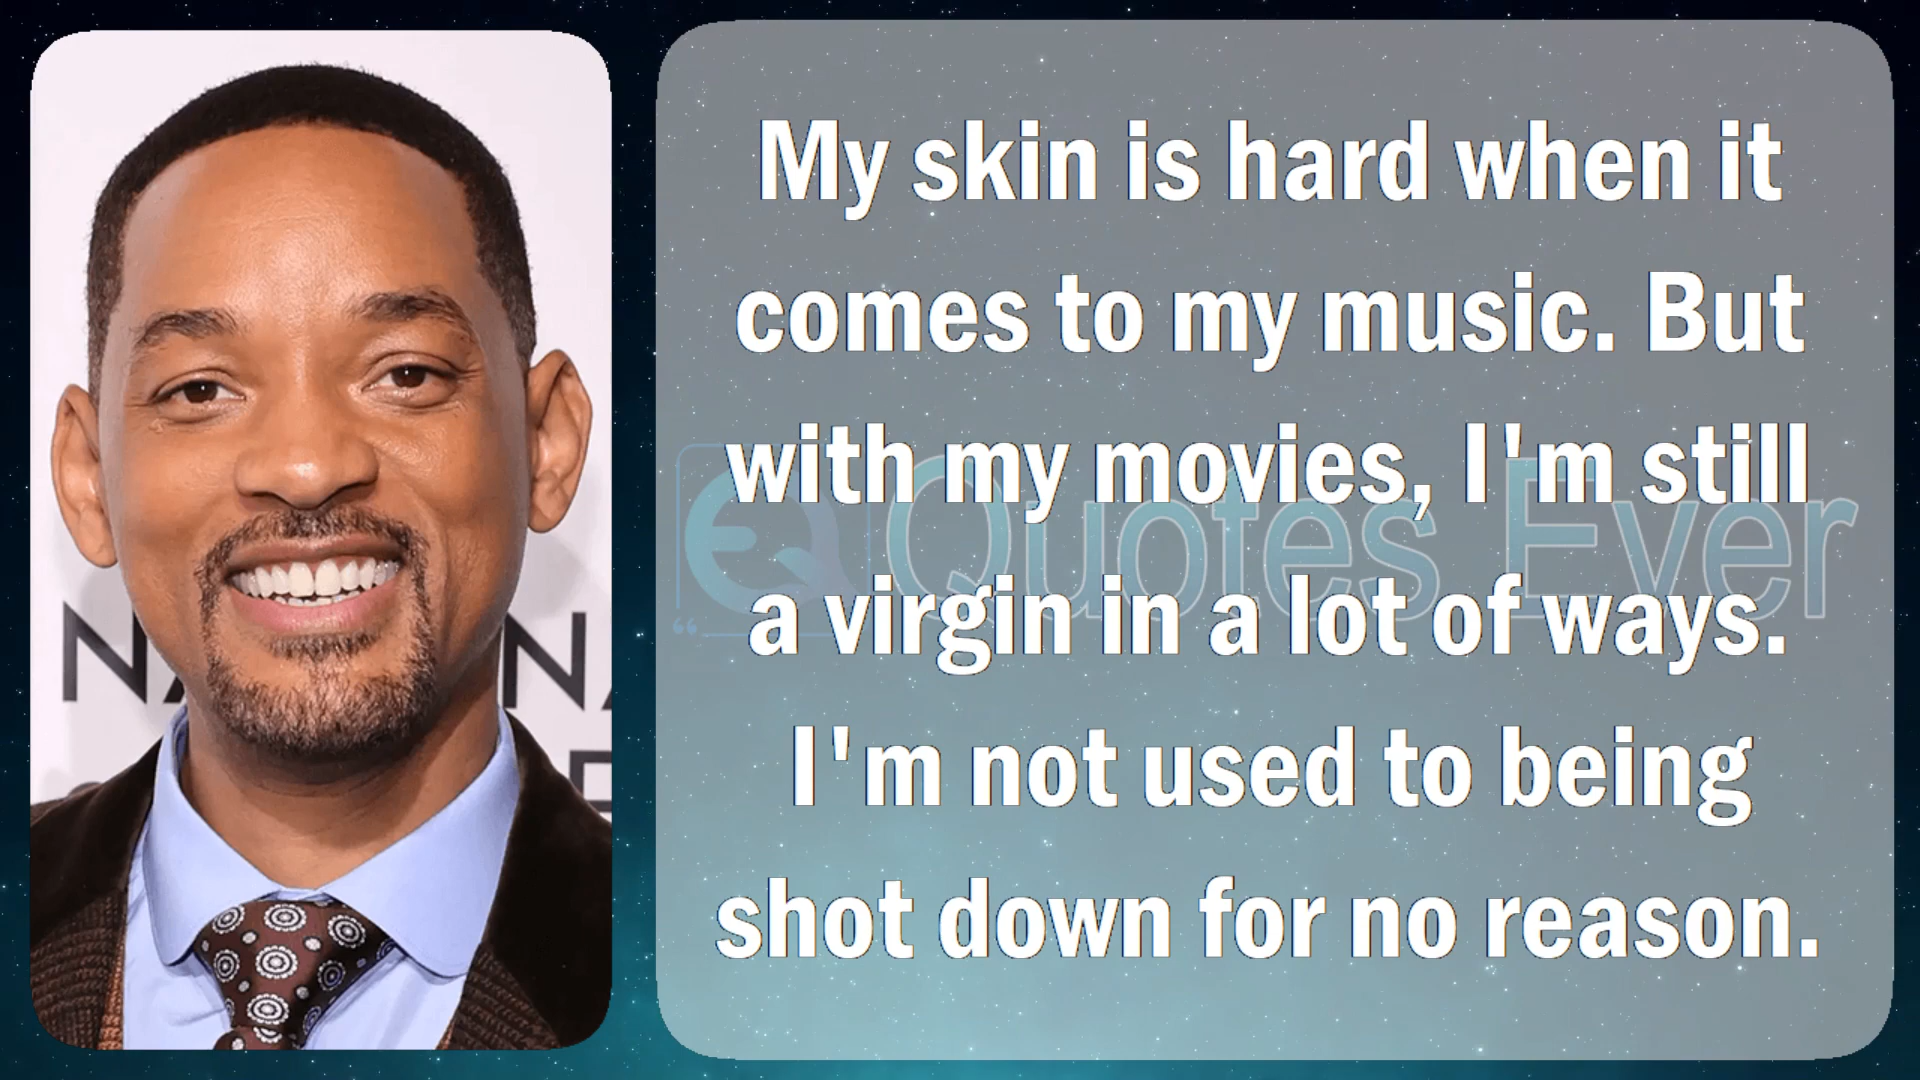 My skin is hard when it
comes to my music. But
with my movies, I'm still
a virgin in a lot of ways.
I'm not used to being
shot down for no reason.
Quotes Ever